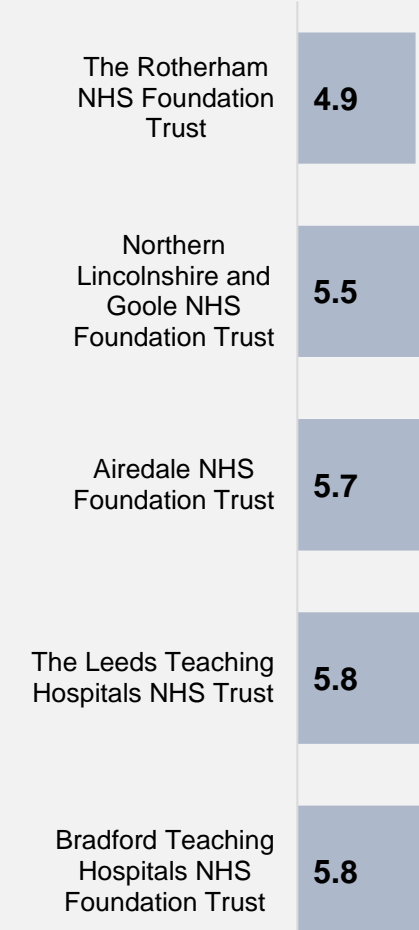 The Rotherham
NHS Foundation
Trust
4.9
Northern
Lincolnshire and
Goole NHS
Foundation Trust
5.5
Airedale NHS
Foundation Trust
5.7
The Leeds Teaching
Hospitals NHS Trust
5.8
Bradford Teaching
Hospitals NHS
Foundation Trust
5.8